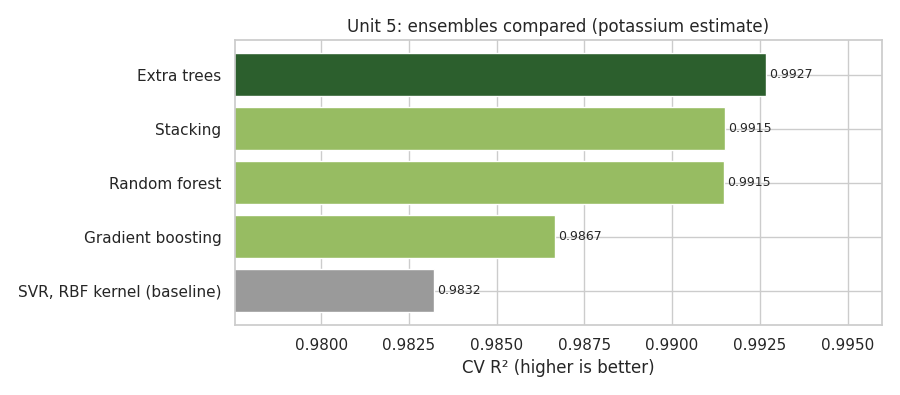 Unit 5: ensembles compared (potassium estimate)
Extra trees 0.9927
Stacking 0.9915
Random forest 0.9915
Gradient boosting 0.9867
SVR, RBF kernel (baseline) 0.9832
0.9800 0.9825 0.9850 0.9875 0.9900 0.9925 0.9950
CV R² (higher is better)